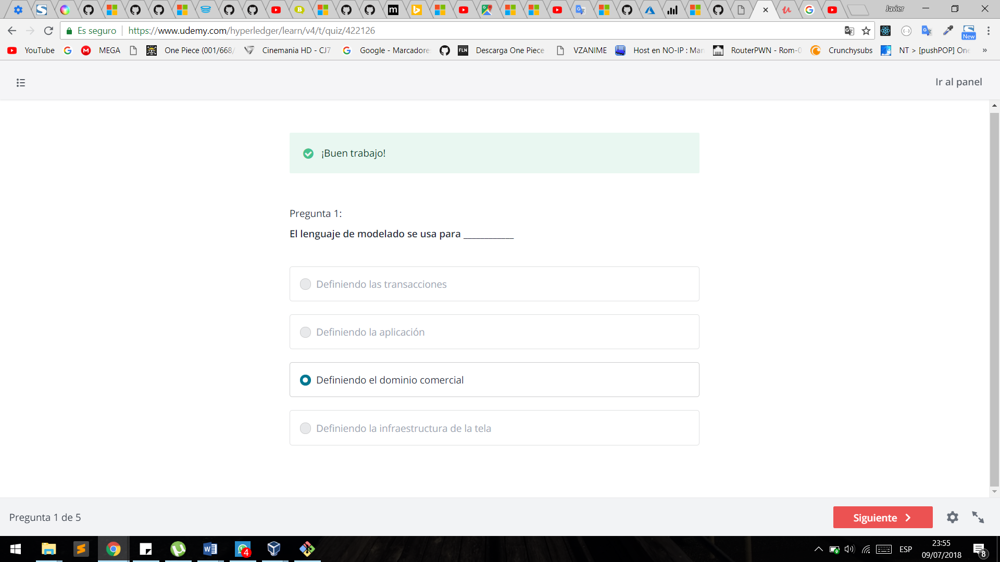 Javier
Es seguro https://www.udemy.com/hyperledger/learn/v4/t/quiz/422126
New
YouTube MEGA One Piece (001/668/ Cinemania HD - CJ7 Google - Marcadore FLN Descarga One Piece VZANIME Host en NO-IP : Man RouterPWN - Rom-0 Crunchysubs NT > [pushPOP] One »
Ir al panel
¡Buen trabajo!
Pregunta 1:
El lenguaje de modelado se usa para ___________
Definiendo las transacciones
Definiendo la aplicación
Definiendo el dominio comercial
Definiendo la infraestructura de la tela
Pregunta 1 de 5
Siguiente
4
ESP
23:55
09/07/2018
8